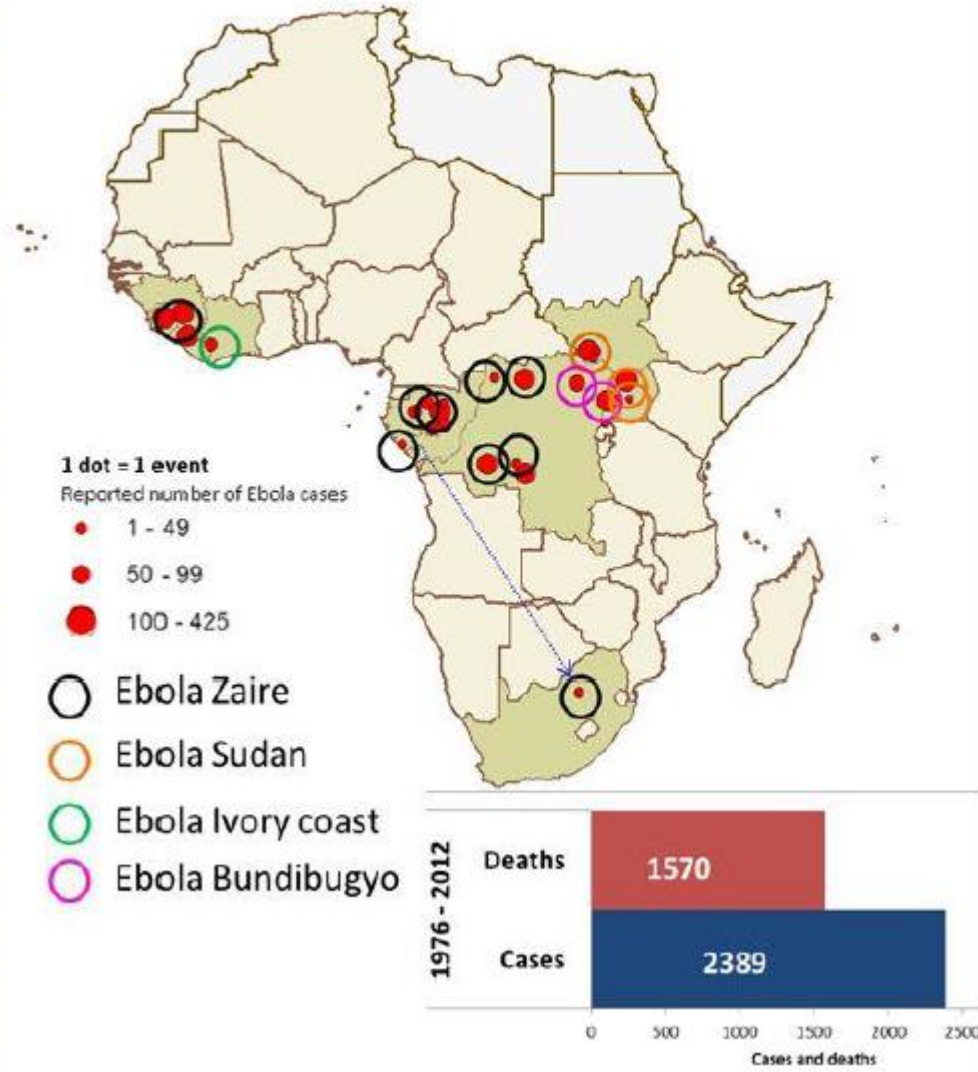 1 dot = 1 event
Reported number of Ebola cases
1 - 49
50 - 99
100 - 425
Ebola Zaire
Ebola Sudan
Ebola Ivory coast
Ebola Bundibugyo
1976 - 2012
Deaths
1570
Cases
2389
0 500 1000 1500 2000 2500
Cases and deaths